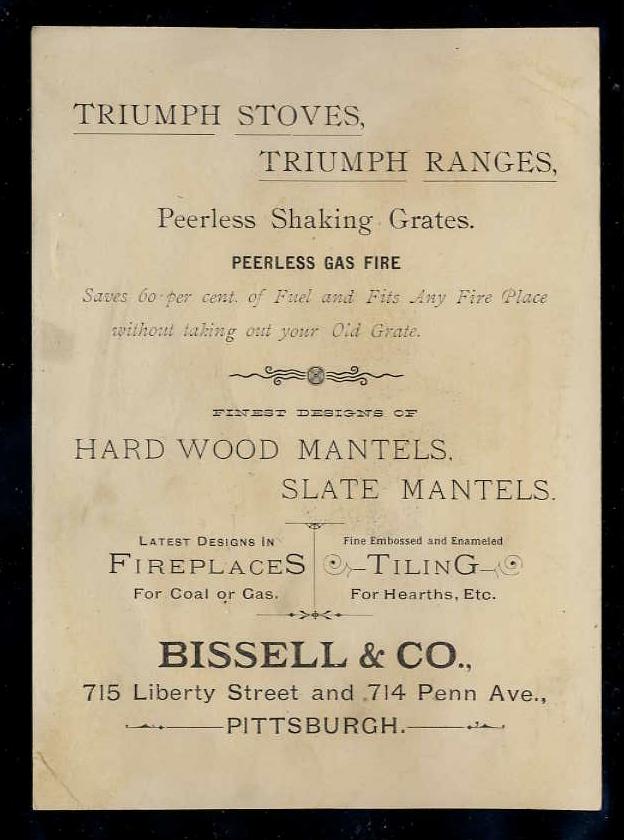 TRIUMPH STOVES,
TRIUMPH RANGES,
Peerless Shaking Grates.
PEERLESS GAS FIRE
Saves 60 per cent. of Fuel and Fits Any Fire Place
without taking out your Old Grate.
FINEST DESIGNS OF
HARD WOOD MANTELS,
SLATE MANTELS.
LATEST DESIGNS IN
FIREPLACES
For Coal or Gas.
Fine Embossed and Enameled
TILING
For Hearths, Etc.
BISSELL & CO.,
715 Liberty Street and 714 Penn Ave.,
PITTSBURGH.